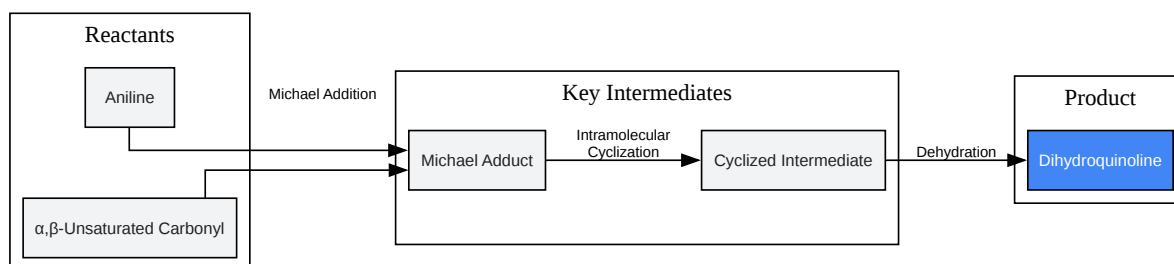 Reactants
Aniline
α,β-Unsaturated Carbonyl
Michael Addition
Key Intermediates
Michael Adduct
Intramolecular
Cyclization
Cyclized Intermediate
Dehydration
Product
Dihydroquinoline